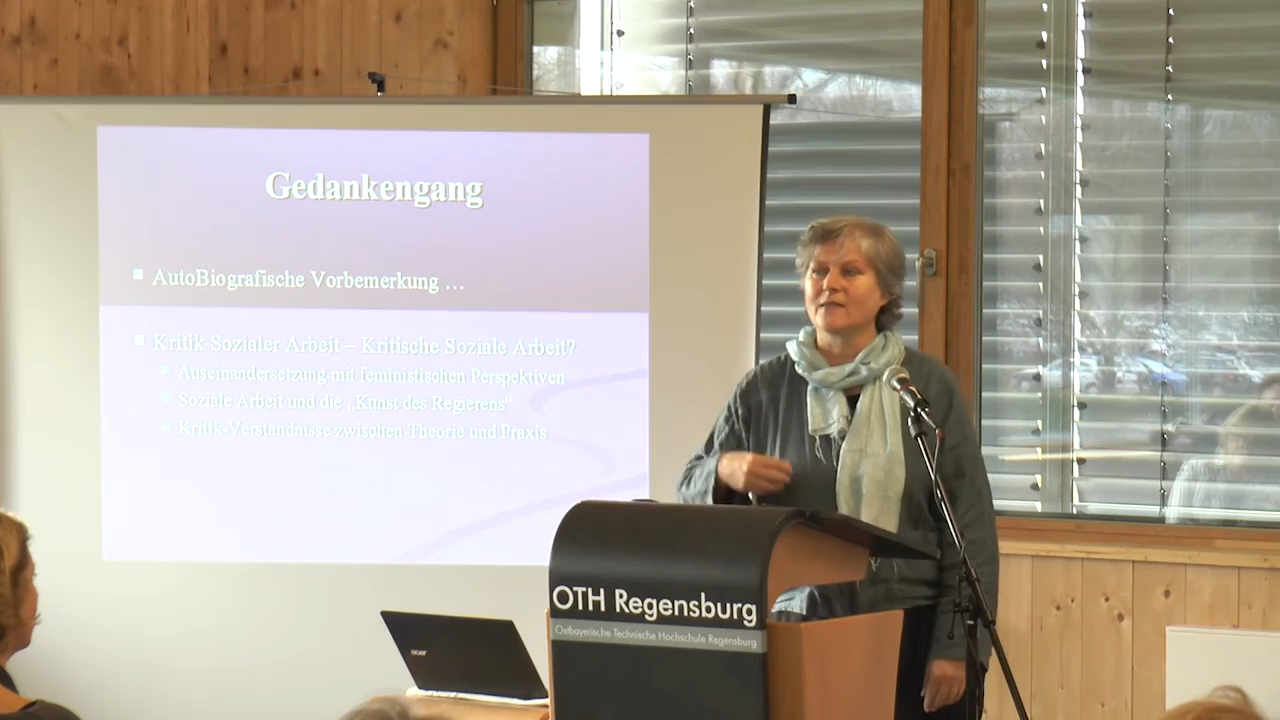 Gedankengang
AutoBiografische Vorbemerkung …
Kritik Sozialer Arbeit – Kritische Soziale Arbeit?
Auseinandersetzung mit feministischen Perspektiven
Soziale Arbeit und die „Kunst des Regierens“
Kritik-Verständnisse zwischen Theorie und Praxis
OTH Regensburg
Ostbayerische Technische Hochschule Regensburg
acer